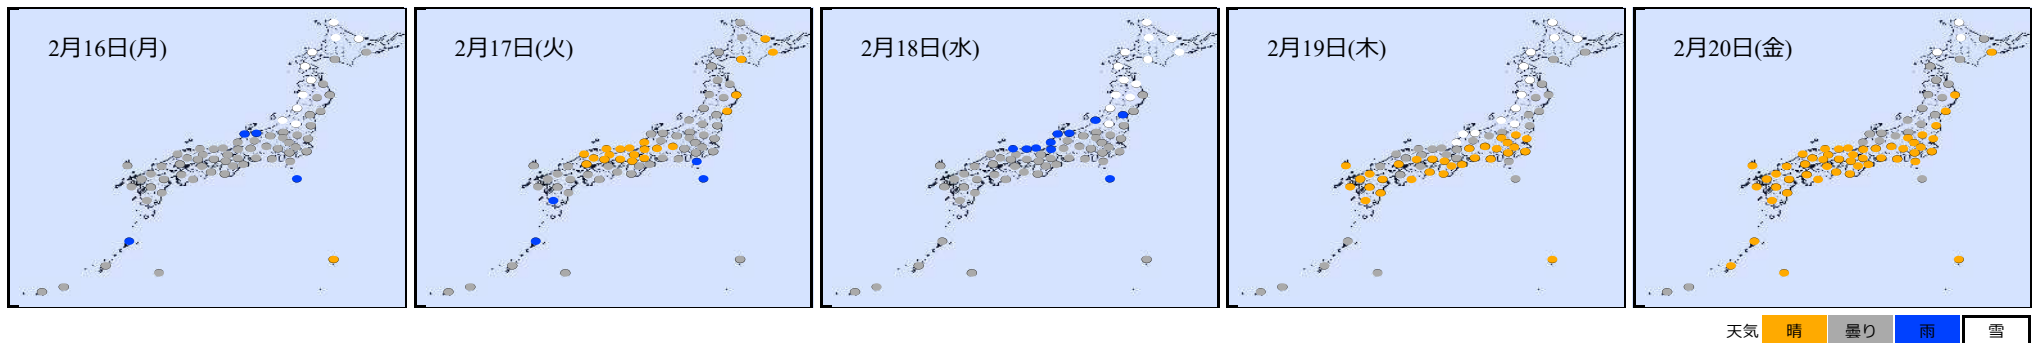 2月16日(月)
2月17日(火)
2月18日(水)
2月19日(木)
2月20日(金)
天気 晴 曇り 雨 雪